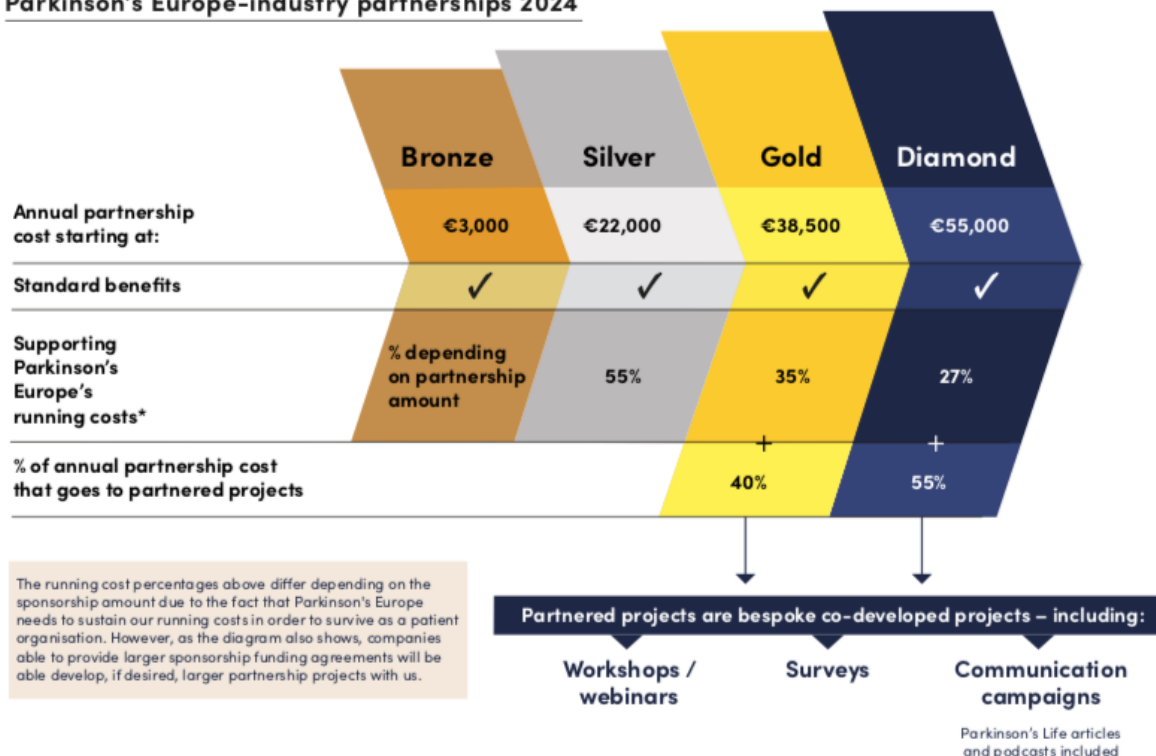 Parkinson's Europe-industry partnerships 2024
Bronze
Silver
Gold
Diamond
Annual partnership
cost starting at:
€3,000
€22,000
€38,500
€55,000
Standard benefits
✓
✓
✓
✓
Supporting
Parkinson's
Europe's
running costs*
% depending
on partnership
amount
55%
35%
27%
+
+
% of annual partnership cost
that goes to partnered projects
40%
55%
The running cost percentages above differ depending on the
sponsorship amount due to the fact that Parkinson's Europe
needs to sustain our running costs in order to survive as a patient
organisation. However, as the diagram also shows, companies
able to provide larger sponsorship funding agreements will be
able develop, if desired, larger partnership projects with us.
Partnered projects are bespoke co-developed projects – including:
Workshops /
webinars
Surveys
Communication
campaigns
Parkinson's Life articles
and podcasts included